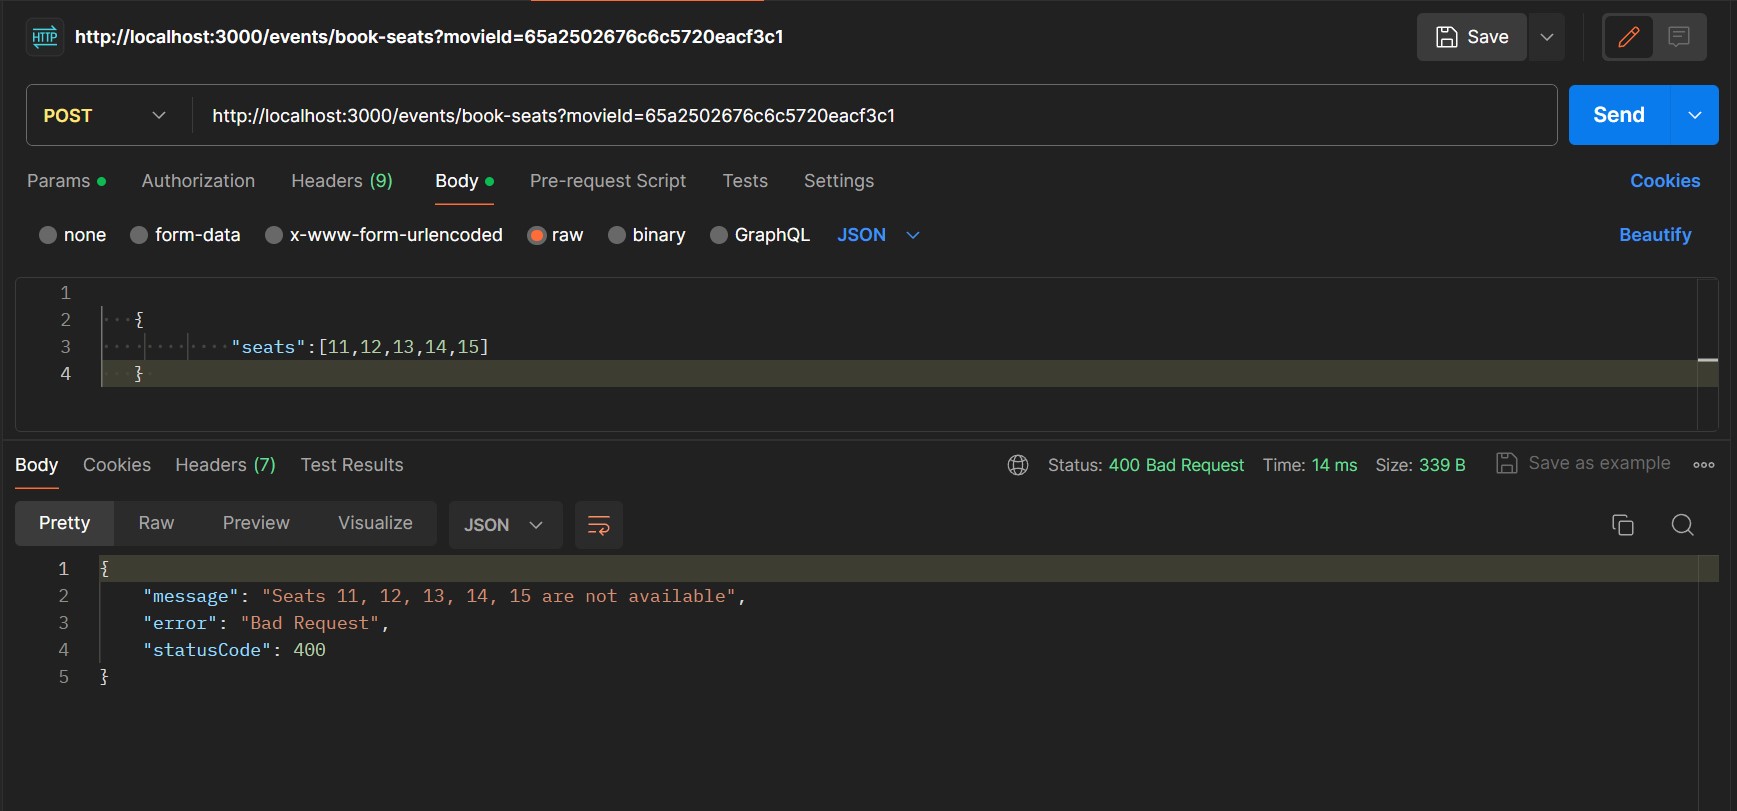 HTTP http://localhost:3000/events/book-seats?movieId=65a2502676c6c5720eacf3c1 Save
POST http://localhost:3000/events/book-seats?movieId=65a2502676c6c5720eacf3c1 Send
Params Authorization Headers (9) Body Pre-request Script Tests Settings Cookies
none form-data x-www-form-urlencoded raw binary GraphQL JSON Beautify
1
2 {
3 "seats":[11,12,13,14,15]
4 }
Body Cookies Headers (7) Test Results Status: 400 Bad Request Time: 14 ms Size: 339 B Save as example
Pretty Raw Preview Visualize JSON
1 {
2 "message": "Seats 11, 12, 13, 14, 15 are not available",
3 "error": "Bad Request",
4 "statusCode": 400
5 }